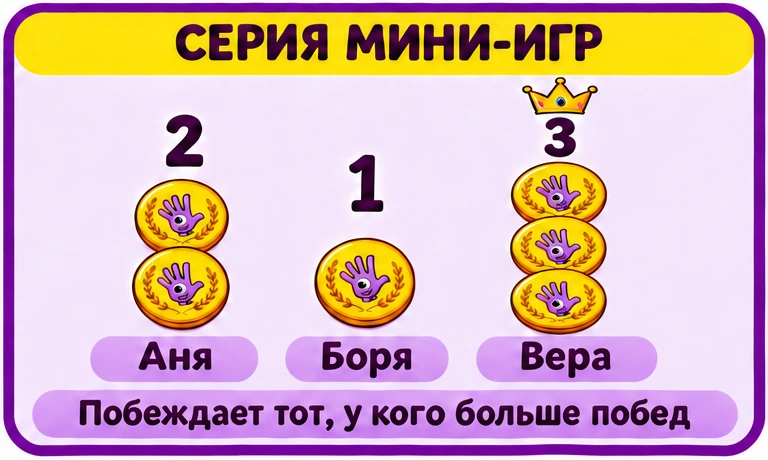 СЕРИЯ МИНИ-ИГР
2
1
3
Аня
Боря
Вера
Побеждает тот, у кого больше побед